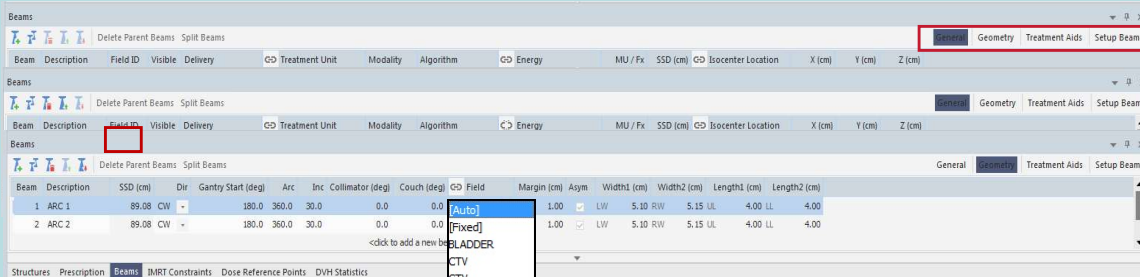 Beams
Delete Parent Beams Split Beams General Geometry Treatment Aids Setup Beam
Beam Description Field ID Visible Delivery Treatment Unit Modality Algorithm Energy MU / Fx SSD (cm) Isocenter Location X (cm) Y (cm) Z (cm)
Beams
Delete Parent Beams Split Beams General Geometry Treatment Aids Setup Beam
Beam Description Field ID Visible Delivery Treatment Unit Modality Algorithm Energy MU / Fx SSD (cm) Isocenter Location X (cm) Y (cm) Z (cm)
Beams
Delete Parent Beams Split Beams General Geometry Treatment Aids Setup Beam
Beam Description SSD (cm) Dir Gantry Start (deg) Arc Inc Collimator (deg) Couch (deg) Field Margin (cm) Asym Width1 (cm) Width2 (cm) Length1 (cm) Length2 (cm)
1 ARC 1 89.08 CW 180.0 360.0 30.0 0.0 0.0 [Auto] 1.00 LW 5.10 RW 5.15 UL 4.00 LL 4.00
2 ARC 2 89.08 CW 180.0 360.0 30.0 0.0 0.0 [Fixed] 1.00 LW 5.10 RW 5.15 UL 4.00 LL 4.00
<click to add a new be BLADDER
CTV
Structures Prescription Beams IMRT Constraints Dose Reference Points DVH Statistics